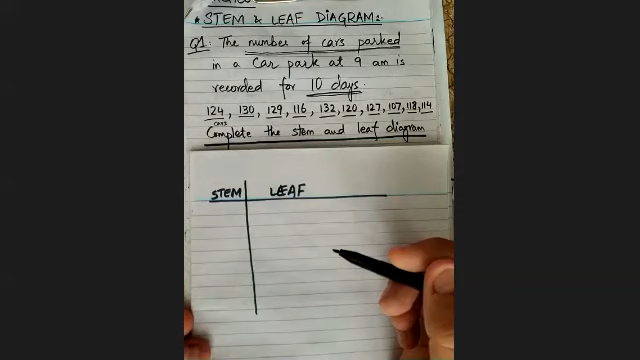 * STEM & LEAF DIAGRAM:
Q1: The number of cars parked
in a Car park at 9 am is
recorded for 10 days.
124, 130, 129, 116, 132, 120, 127, 107, 118, 114
cars
Complete the stem and leaf diagram
STEM LEAF